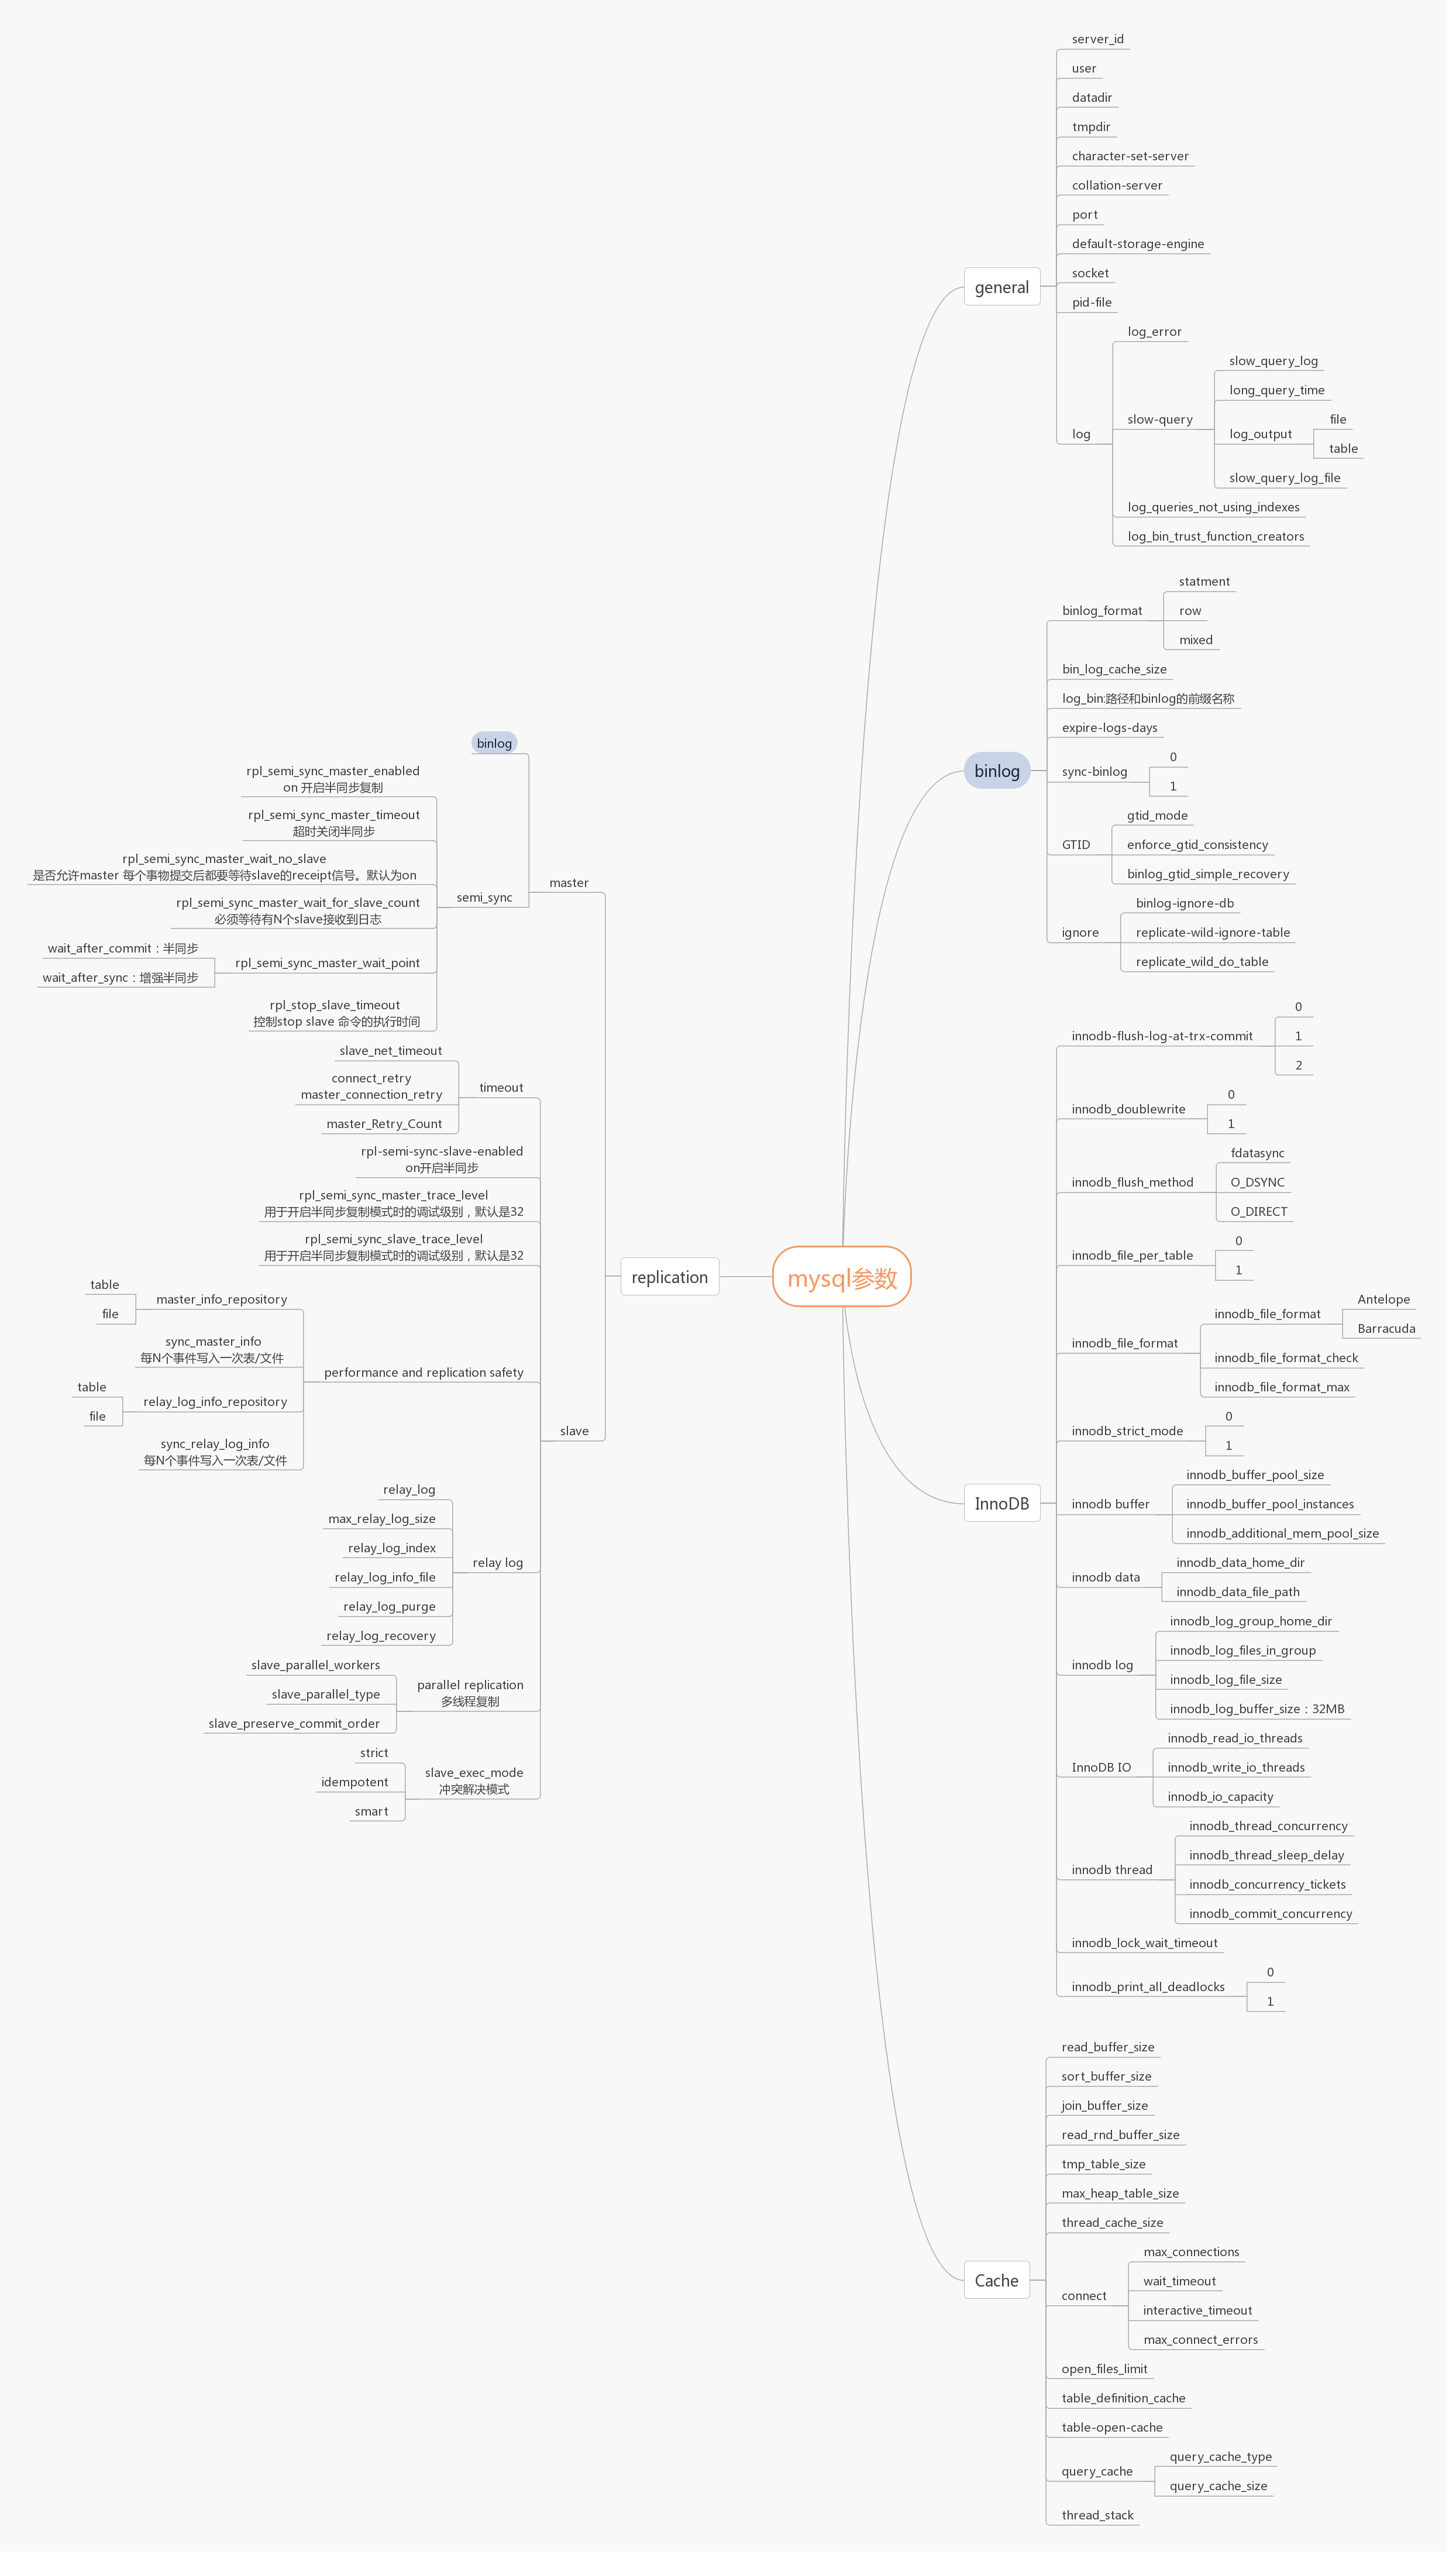 mysql参数
general
server_id
user
datadir
tmpdir
character-set-server
collation-server
port
default-storage-engine
socket
pid-file
log
log_error
slow-query
slow_query_log
long_query_time
log_output
file
table
slow_query_log_file
log_queries_not_using_indexes
log_bin_trust_function_creators
binlog
binlog_format
statment
row
mixed
bin_log_cache_size
log_bin:路径和binlog的前缀名称
expire-logs-days
sync-binlog
0
1
GTID
gtid_mode
enforce_gtid_consistency
binlog_gtid_simple_recovery
ignore
binlog-ignore-db
replicate-wild-ignore-table
replicate_wild_do_table
InnoDB
innodb-flush-log-at-trx-commit
0
1
2
innodb_doublewrite
0
1
innodb_flush_method
fdatasync
O_DSYNC
O_DIRECT
innodb_file_per_table
0
1
innodb_file_format
innodb_file_format
Antelope
Barracuda
innodb_file_format_check
innodb_file_format_max
innodb_strict_mode
0
1
innodb buffer
innodb_buffer_pool_size
innodb_buffer_pool_instances
innodb_additional_mem_pool_size
innodb data
innodb_data_home_dir
innodb_data_file_path
innodb log
innodb_log_group_home_dir
innodb_log_files_in_group
innodb_log_file_size
innodb_log_buffer_size：32MB
InnoDB IO
innodb_read_io_threads
innodb_write_io_threads
innodb_io_capacity
innodb thread
innodb_thread_concurrency
innodb_thread_sleep_delay
innodb_concurrency_tickets
innodb_commit_concurrency
innodb_lock_wait_timeout
innodb_print_all_deadlocks
0
1
Cache
read_buffer_size
sort_buffer_size
join_buffer_size
read_rnd_buffer_size
tmp_table_size
max_heap_table_size
thread_cache_size
connect
max_connections
wait_timeout
interactive_timeout
max_connect_errors
open_files_limit
table_definition_cache
table-open-cache
query_cache
query_cache_type
query_cache_size
thread_stack
replication
master
binlog
semi_sync
rpl_semi_sync_master_enabled
on 开启半同步复制
rpl_semi_sync_master_timeout
超时关闭半同步
rpl_semi_sync_master_wait_no_slave
是否允许master 每个事物提交后都要等待slave的receipt信号。默认为on
rpl_semi_sync_master_wait_for_slave_count
必须等待有N个slave接收到日志
rpl_semi_sync_master_wait_point
wait_after_commit：半同步
wait_after_sync：增强半同步
rpl_stop_slave_timeout
控制stop slave 命令的执行时间
slave
timeout
slave_net_timeout
connect_retry
master_connection_retry
master_Retry_Count
rpl-semi-sync-slave-enabled
on开启半同步
rpl_semi_sync_master_trace_level
用于开启半同步复制模式时的调试级别，默认是32
rpl_semi_sync_slave_trace_level
用于开启半同步复制模式时的调试级别，默认是32
performance and replication safety
master_info_repository
table
file
sync_master_info
每N个事件写入一次表/文件
relay_log_info_repository
table
file
sync_relay_log_info
每N个事件写入一次表/文件
relay log
relay_log
max_relay_log_size
relay_log_index
relay_log_info_file
relay_log_purge
relay_log_recovery
parallel replication
多线程复制
slave_parallel_workers
slave_parallel_type
slave_preserve_commit_order
slave_exec_mode
冲突解决模式
strict
idempotent
smart